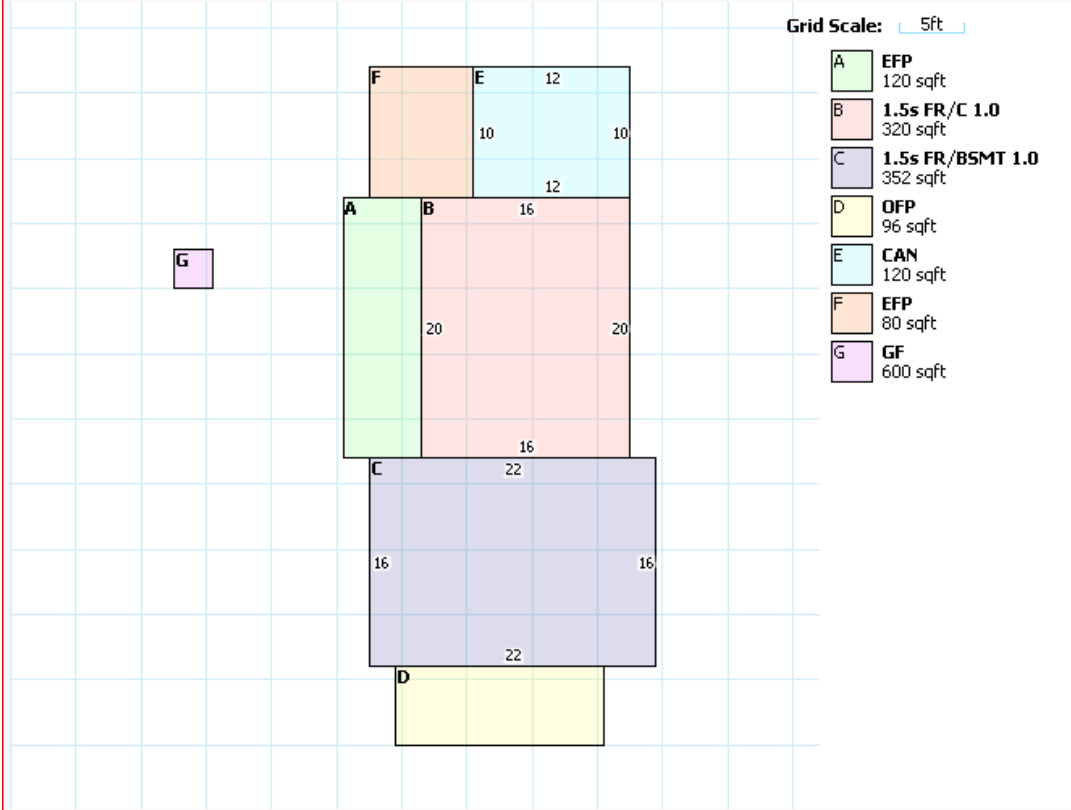 Grid Scale: 5ft
A EFP
120 sqft
B 1.5s FR/C 1.0
320 sqft
C 1.5s FR/BSMT 1.0
352 sqft
D OFP
96 sqft
E CAN
120 sqft
F EFP
80 sqft
G GF
600 sqft
F E 12
10 10
12
A B 16
G
20 20
16
C 22
16 16
22
D